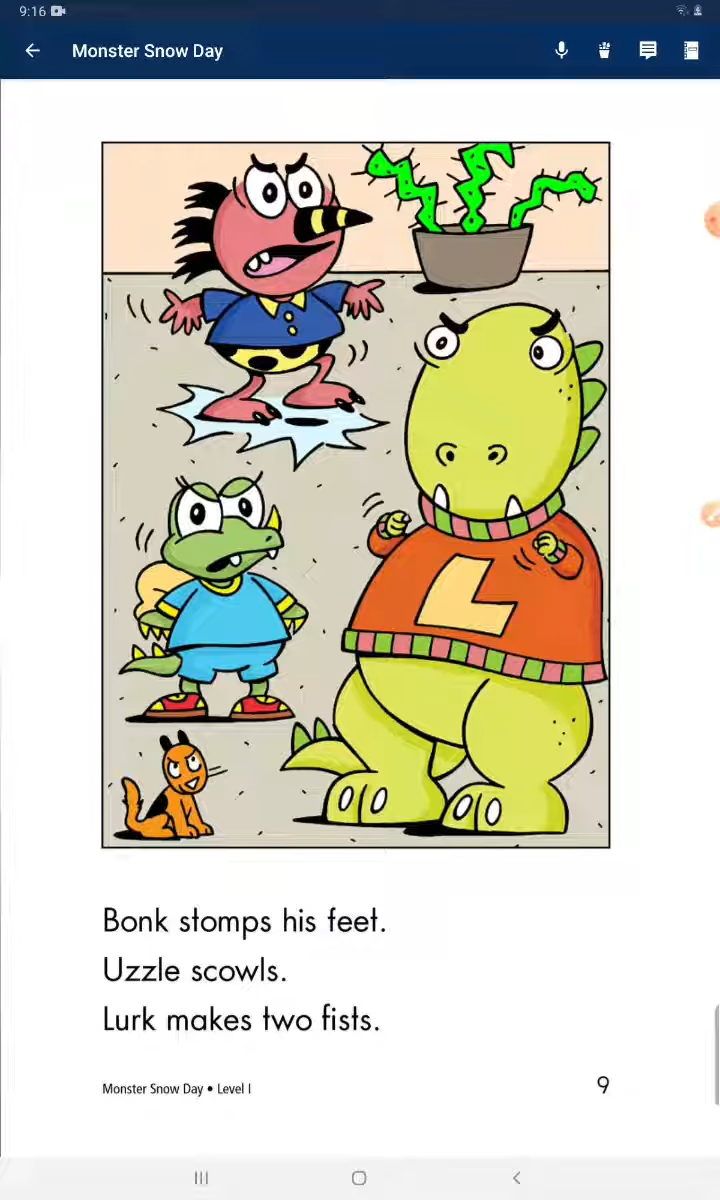 9:16
Monster Snow Day
L
Bonk stomps his feet.
Uzzle scowls.
Lurk makes two fists.
Monster Snow Day • Level I
9